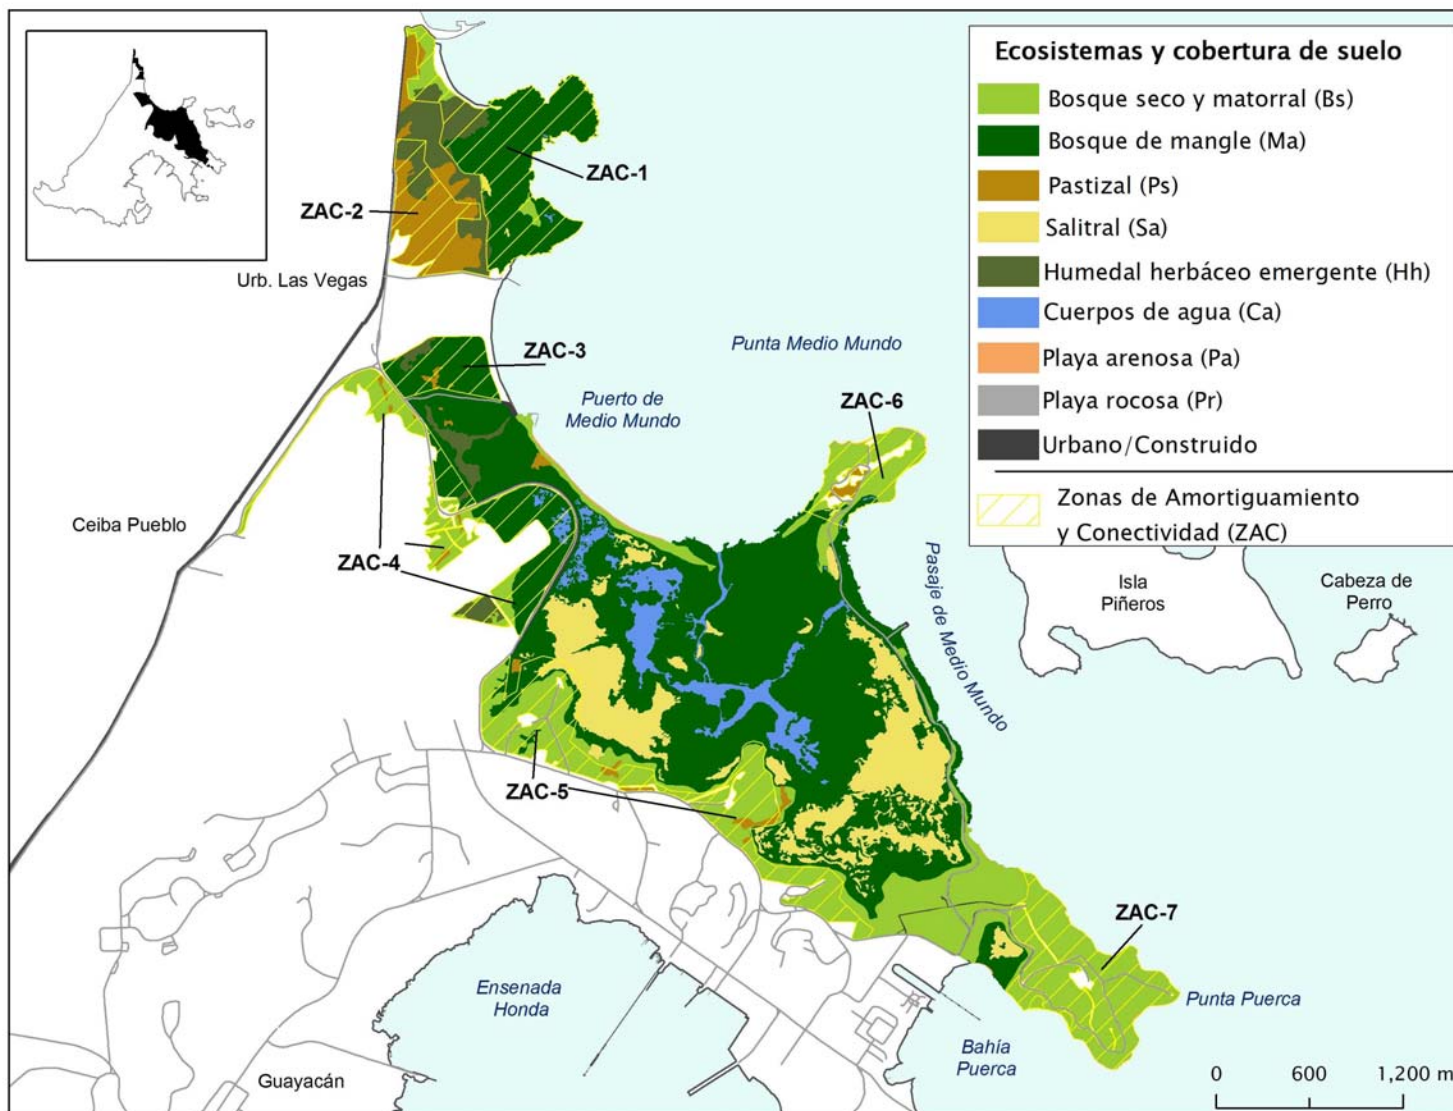 Ecosistemas y cobertura de suelo
Bosque seco y matorral (Bs)
Bosque de mangle (Ma)
Pastizal (Ps)
Salitral (Sa)
Humedal herbáceo emergente (Hh)
Cuerpos de agua (Ca)
Playa arenosa (Pa)
Playa rocosa (Pr)
Urbano/Construido
Zonas de Amortiguamiento
y Conectividad (ZAC)
ZAC-1
ZAC-2
Urb. Las Vegas
ZAC-3
Punta Medio Mundo
Puerto de
Medio Mundo
ZAC-6
Ceiba Pueblo
ZAC-4
Pasaje de Medio Mundo
Isla
Piñeros
Cabeza de
Perro
ZAC-5
ZAC-7
Ensenada
Honda
Punta Puerca
Bahía
Puerca
Guayacán
0 600 1,200 m